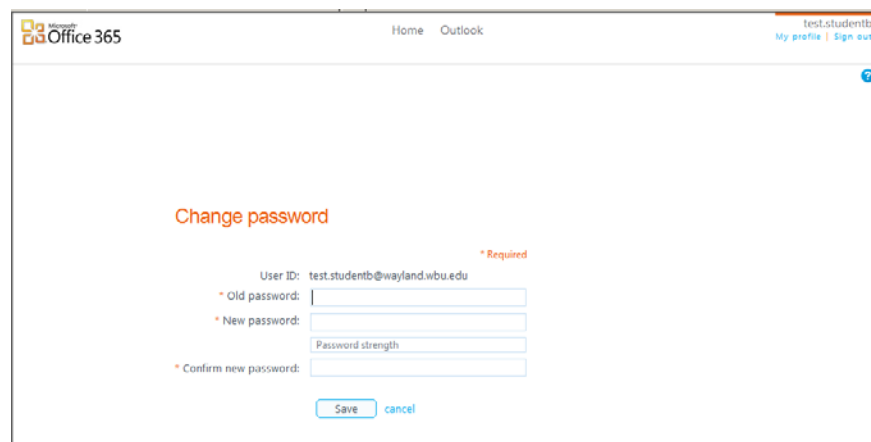 Microsoft
Office 365
Home Outlook
test.studentb
My profile | Sign out
?
Change password
* Required
User ID: test.studentb@wayland.wbu.edu
* Old password:
* New password:
Password strength
* Confirm new password:
Save cancel